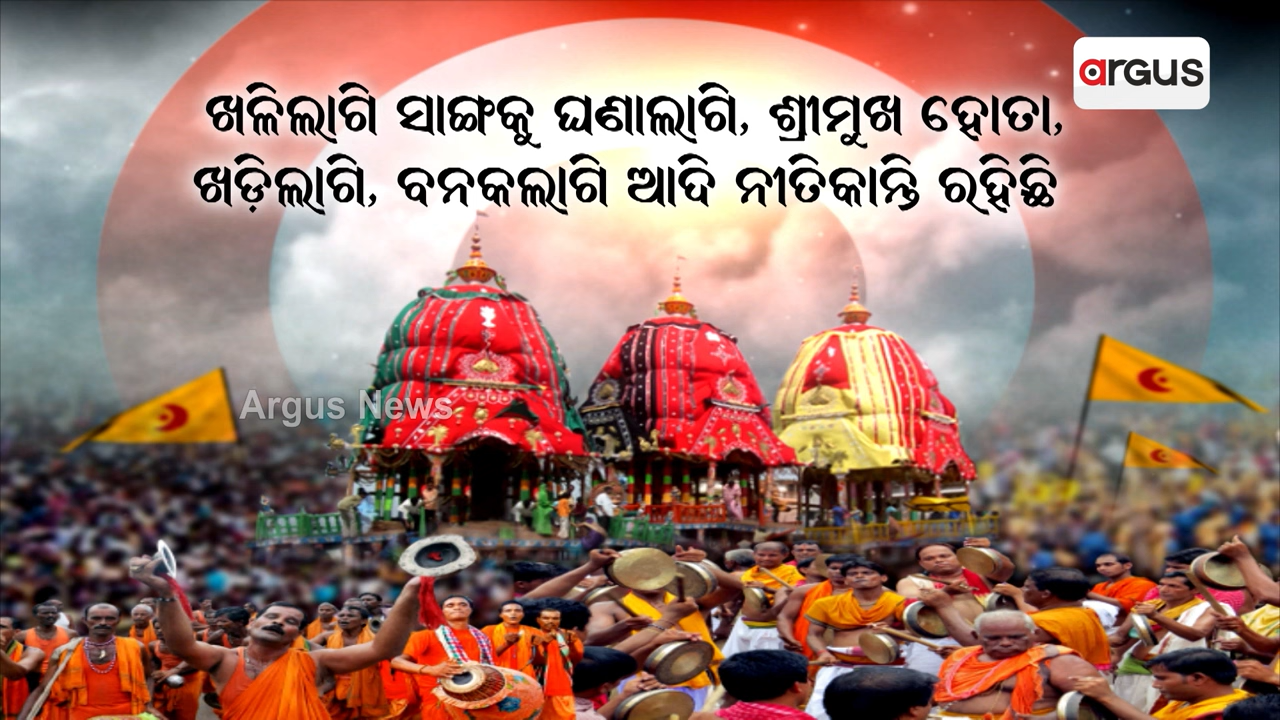 argus
ଖଳିଲାଗି ସାଙ୍ଗକୁ ଘଣାଲାଗି, ଶ୍ରୀମୁଖ ହୋତା,
ଖଡ଼ିଲାଗି, ବନକଲାଗି ଆଦି ନୀତିକାନ୍ତି ରହିଛି
Argus News